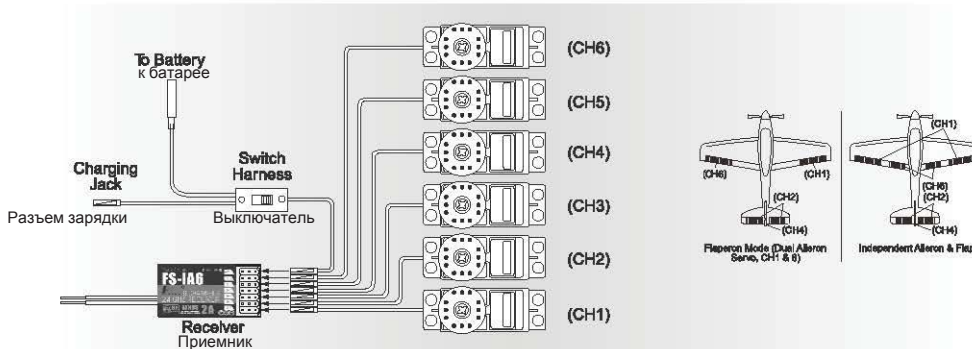 To Battery
к батарее
Charging
Jack
Разъем зарядки
Switch
Harness
Выключатель
FS-IA6
2A
Receiver
Приемник
(CH6)
(CH5)
(CH4)
(CH3)
(CH2)
(CH1)
(CH6)
(CH1)
(CH2)
(CH4)
Flaperon Mode (Dual Aileron
Servo, CH1 & 6)
(CH1)
(CH6)
(CH2)
(CH4)
Independent Aileron & Flap